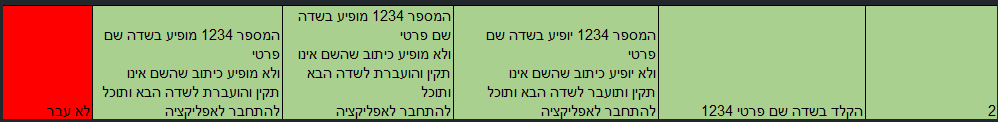 2
הקלד בשדה שם פרטי 1234
המספר 1234 יופיע בשדה שם
פרטי
ולא יופיע כיתוב שהשם אינו
תקין ותועבר לשדה הבא ותוכל
להתחבר לאפליקציה
המספר 1234 מופיע בשדה
שם פרטי
ולא מופיע כיתוב שהשם אינו
תקין והועברת לשדה הבא
ותוכל
להתחבר לאפליקציה
המספר 1234 מופיע בשדה שם
פרטי
ולא מופיע כיתוב שהשם אינו
תקין והועברת לשדה הבא ותוכל
להתחבר לאפליקציה
לא עבר